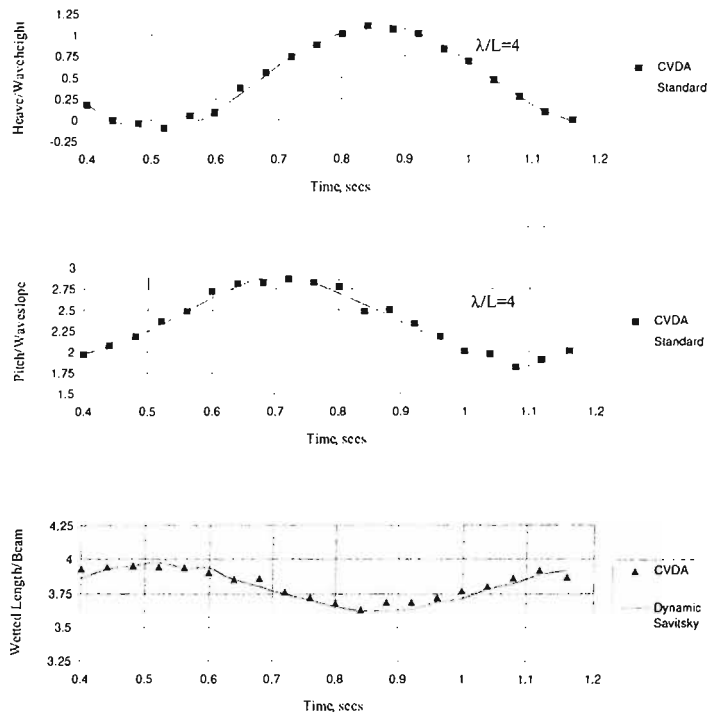 Heave/Waveheight
1.25
1
0.75
0.5
0.25
0
-0.25
λ/L=4
CVDA
Standard
0.4 0.5 0.6 0.7 0.8 0.9 1 1.1 1.2
Time, secs
Pitch/Waveslope
3
2.75
2.5
2.25
2
1.75
1.5
λ/L=4
CVDA
Standard
0.4 0.5 0.6 0.7 0.8 0.9 1 1.1 1.2
Time, secs
Wetted Length/Beam
4.25
4
3.75
3.5
3.25
CVDA
Dynamic
Savitsky
0.4 0.5 0.6 0.7 0.8 0.9 1 1.1 1.2
Time, secs